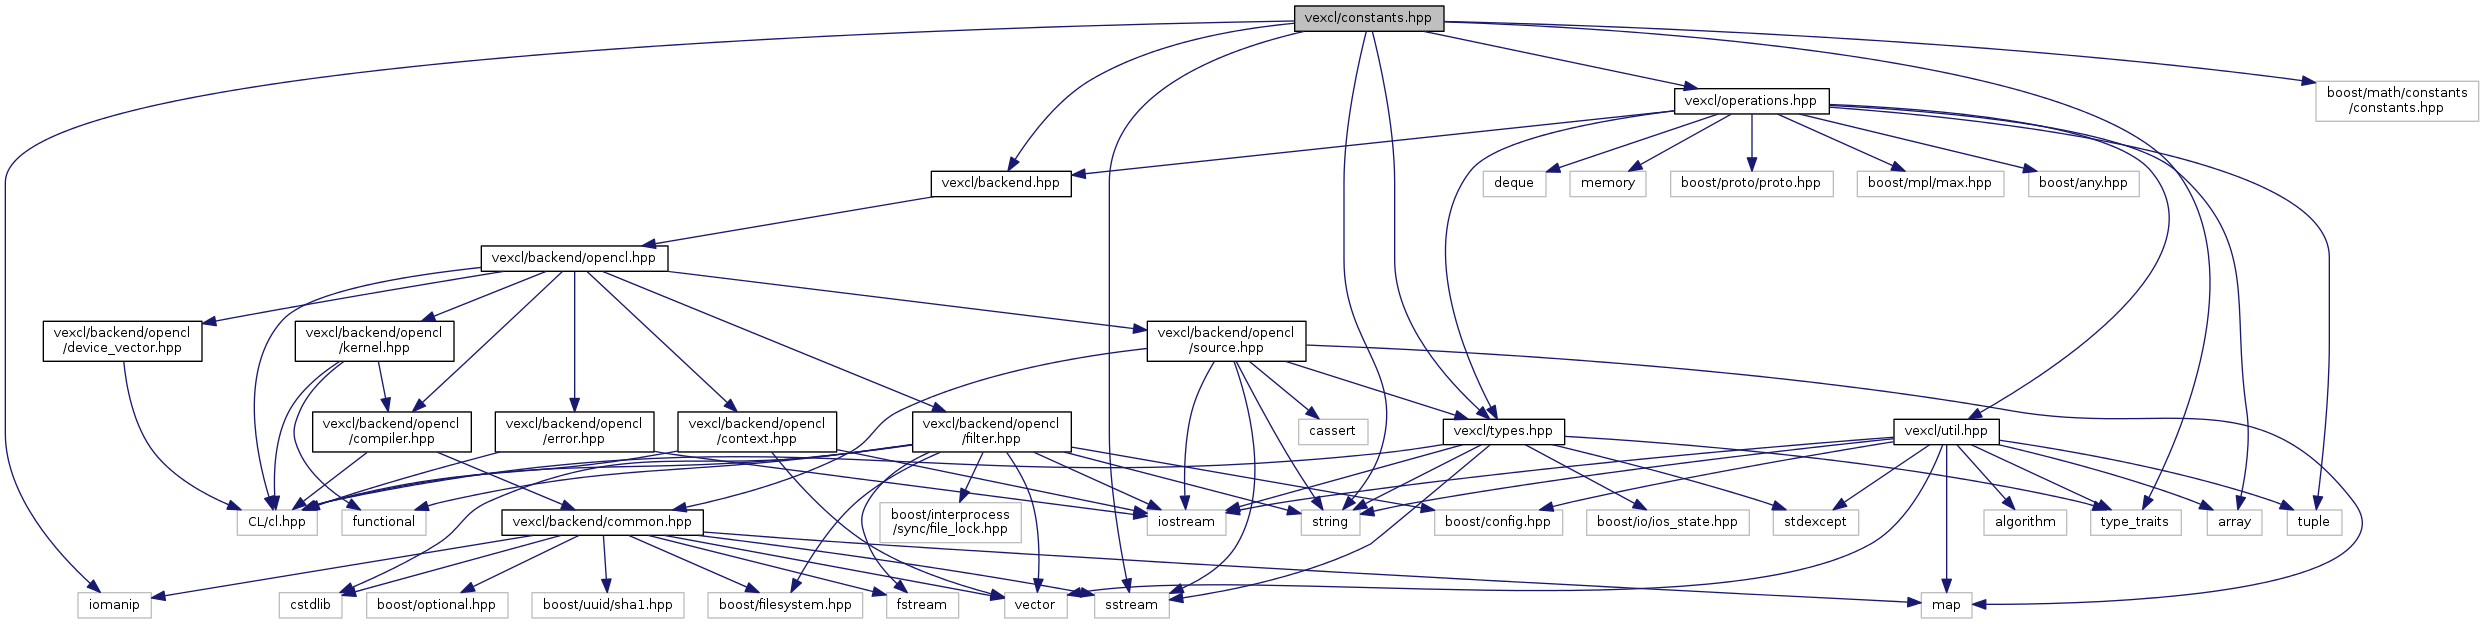 vexcl/constants.hpp
boost/math/constants
/constants.hpp
vexcl/operations.hpp
vexcl/backend.hpp
deque
memory
boost/proto/proto.hpp
boost/mpl/max.hpp
boost/any.hpp
vexcl/backend/opencl.hpp
vexcl/backend/opencl
/device_vector.hpp
vexcl/backend/opencl
/kernel.hpp
vexcl/backend/opencl
/source.hpp
vexcl/backend/opencl
/compiler.hpp
vexcl/backend/opencl
/error.hpp
vexcl/backend/opencl
/context.hpp
vexcl/backend/opencl
/filter.hpp
cassert
vexcl/types.hpp
vexcl/util.hpp
CL/cl.hpp
functional
vexcl/backend/common.hpp
boost/interprocess
/sync/file_lock.hpp
iostream
string
boost/config.hpp
boost/io/ios_state.hpp
stdexcept
algorithm
type_traits
array
tuple
iomanip
cstdlib
boost/optional.hpp
boost/uuid/sha1.hpp
boost/filesystem.hpp
fstream
vector
sstream
map